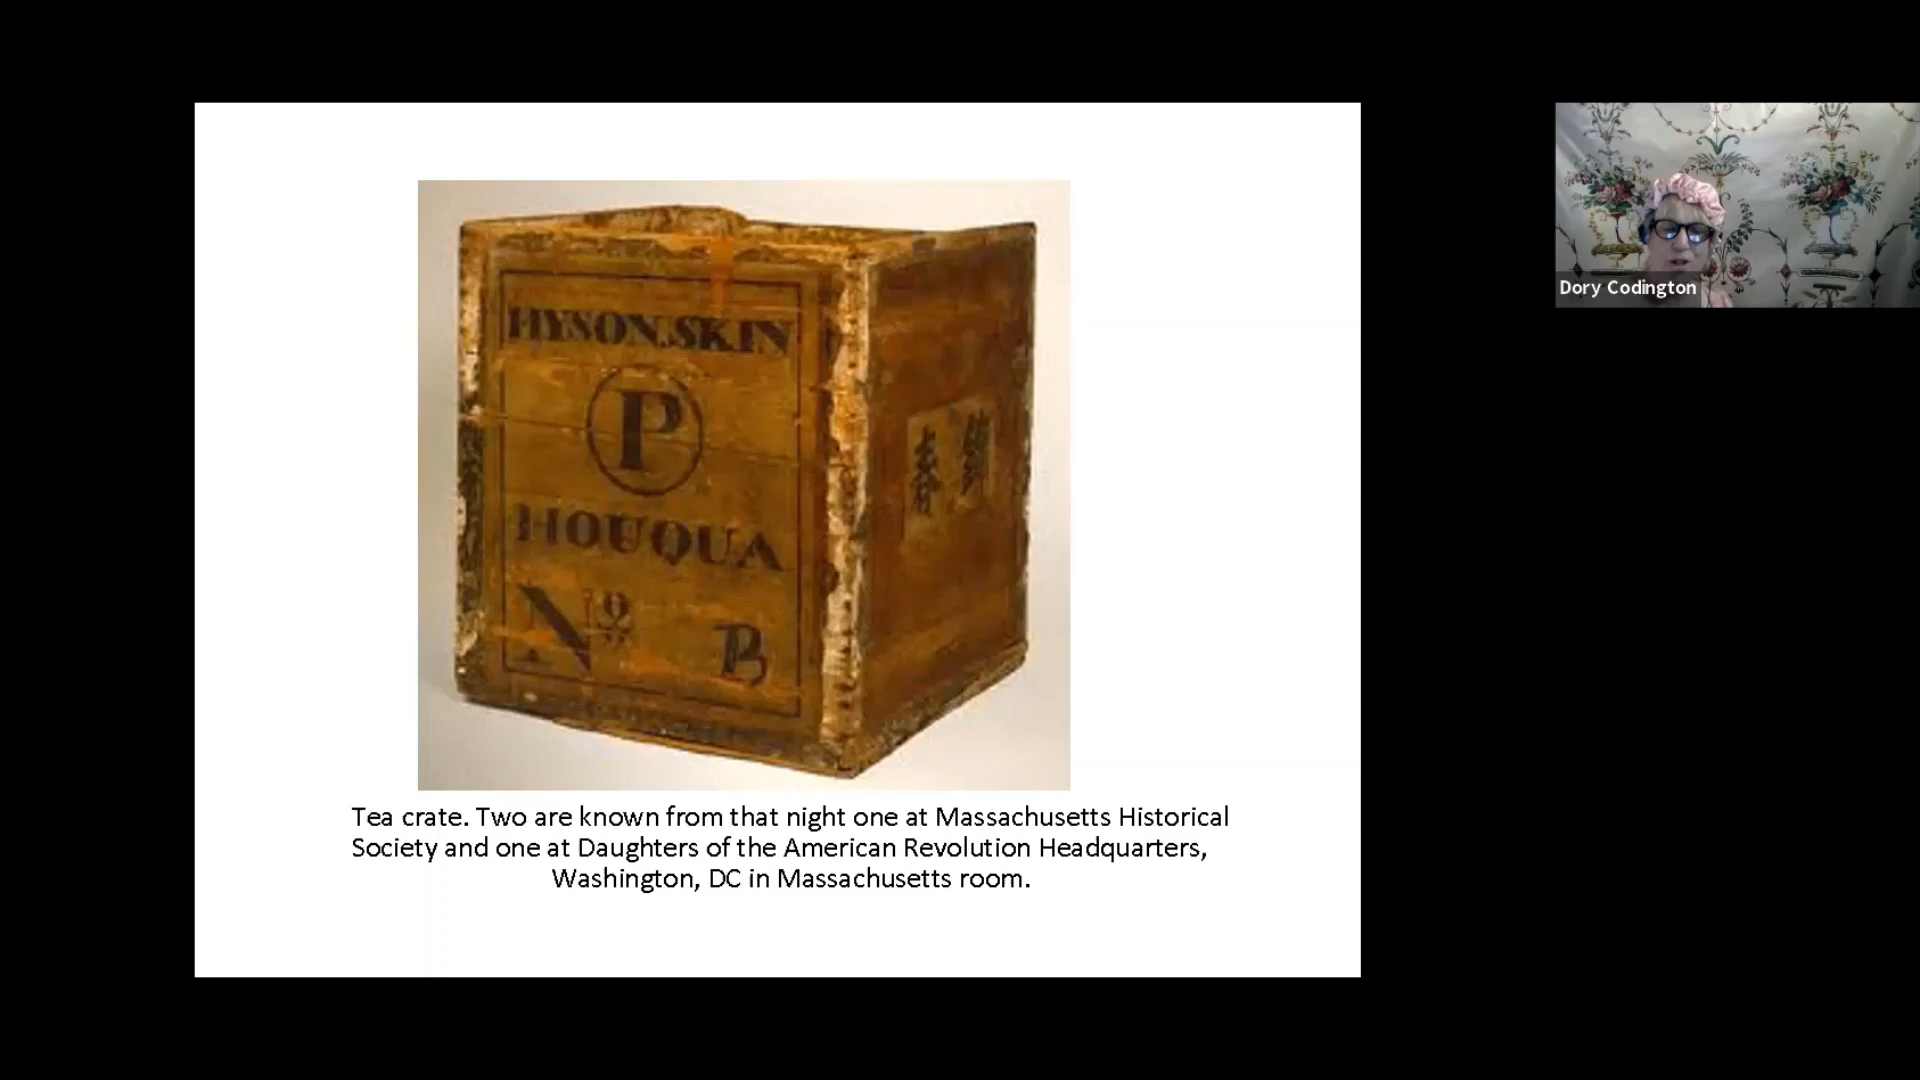 HYSON.SKIN
P
HOUQUA
No B
春
Tea crate. Two are known from that night one at Massachusetts Historical
Society and one at Daughters of the American Revolution Headquarters,
Washington, DC in Massachusetts room.
Dory Codington